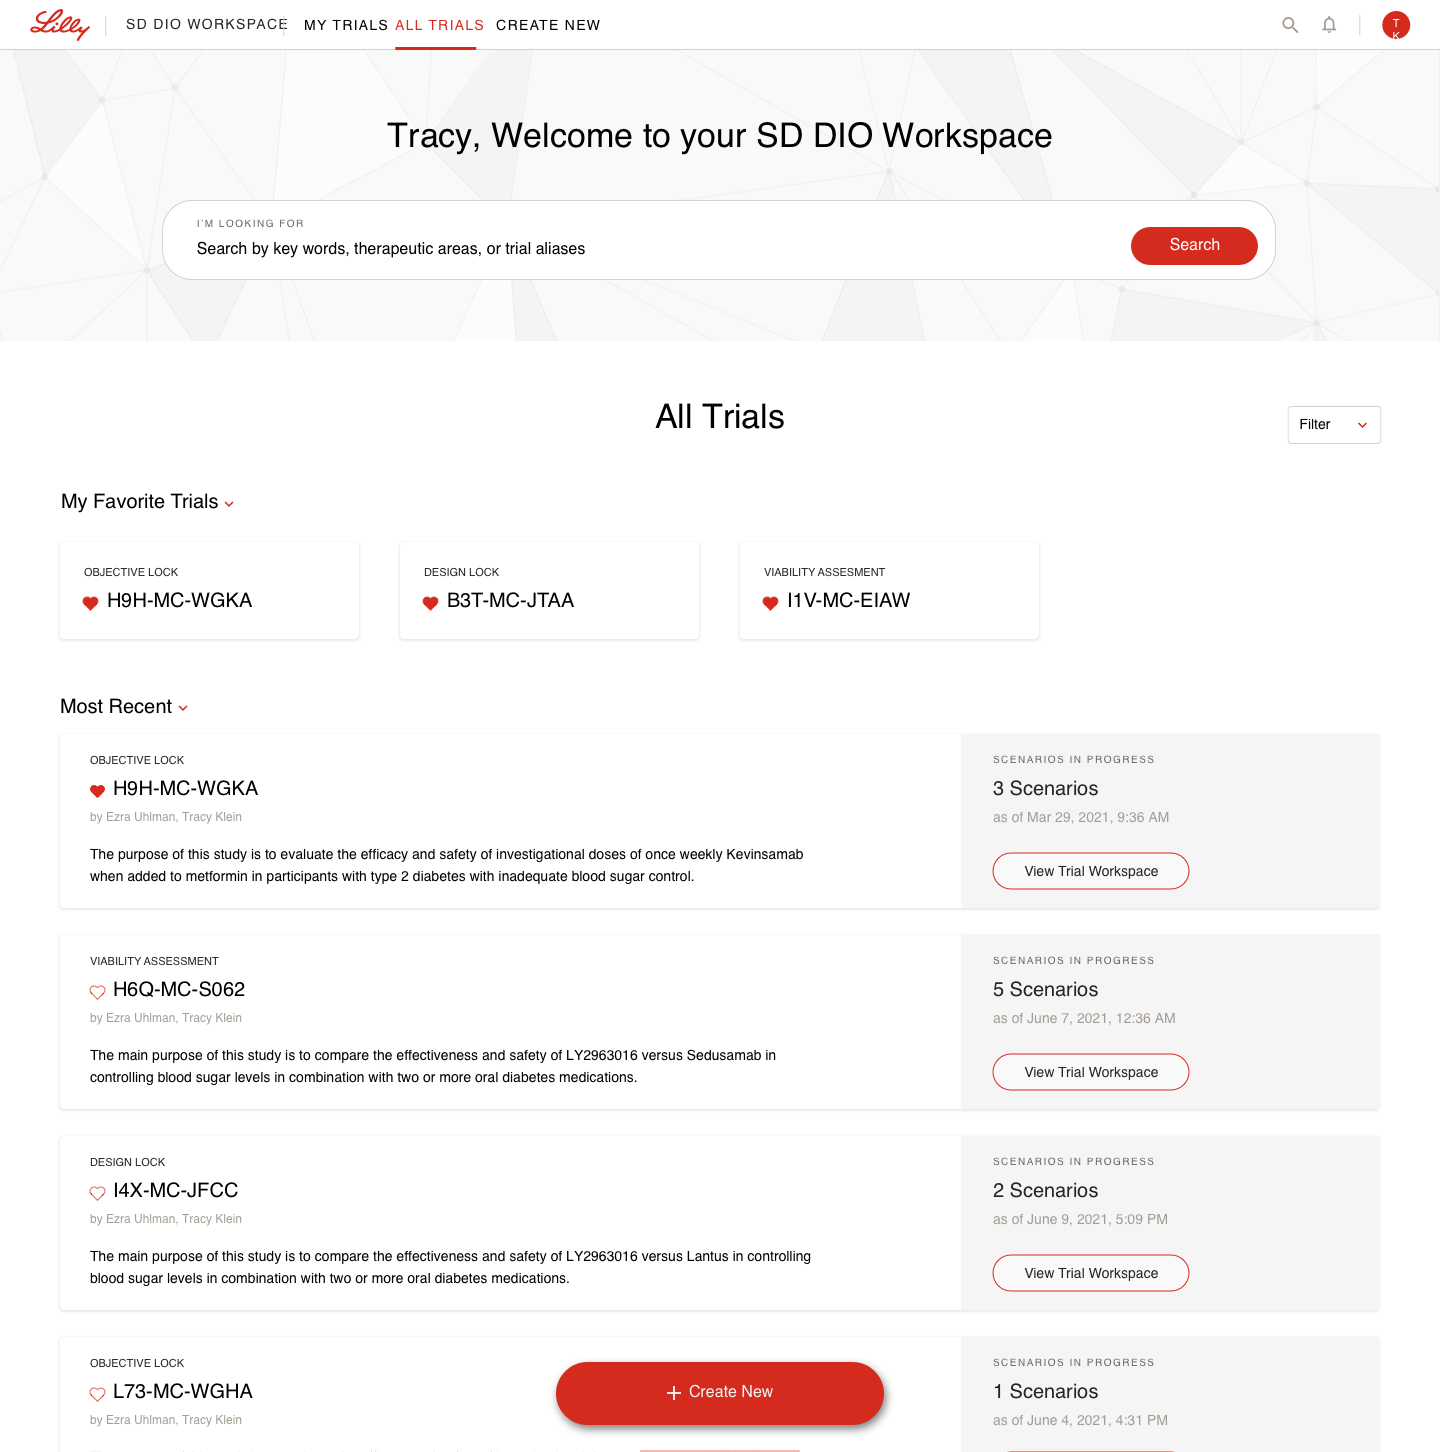 Lilly
SD DIO WORKSPACE
MY TRIALS
ALL TRIALS
CREATE NEW
TK
Tracy, Welcome to your SD DIO Workspace
I'M LOOKING FOR
Search by key words, therapeutic areas, or trial aliases
Search
All Trials
Filter
My Favorite Trials
OBJECTIVE LOCK
H9H-MC-WGKA
DESIGN LOCK
B3T-MC-JTAA
VIABILITY ASSESMENT
I1V-MC-EIAW
Most Recent
OBJECTIVE LOCK
H9H-MC-WGKA
by Ezra Uhlman, Tracy Klein
The purpose of this study is to evaluate the efficacy and safety of investigational doses of once weekly Kevinsamab
when added to metformin in participants with type 2 diabetes with inadequate blood sugar control.
SCENARIOS IN PROGRESS
3 Scenarios
as of Mar 29, 2021, 9:36 AM
View Trial Workspace
VIABILITY ASSESSMENT
H6Q-MC-S062
by Ezra Uhlman, Tracy Klein
The main purpose of this study is to compare the effectiveness and safety of LY2963016 versus Sedusamab in
controlling blood sugar levels in combination with two or more oral diabetes medications.
SCENARIOS IN PROGRESS
5 Scenarios
as of June 7, 2021, 12:36 AM
View Trial Workspace
DESIGN LOCK
I4X-MC-JFCC
by Ezra Uhlman, Tracy Klein
The main purpose of this study is to compare the effectiveness and safety of LY2963016 versus Lantus in controlling
blood sugar levels in combination with two or more oral diabetes medications.
SCENARIOS IN PROGRESS
2 Scenarios
as of June 9, 2021, 5:09 PM
View Trial Workspace
OBJECTIVE LOCK
L73-MC-WGHA
by Ezra Uhlman, Tracy Klein
SCENARIOS IN PROGRESS
1 Scenarios
as of June 4, 2021, 4:31 PM
Create New